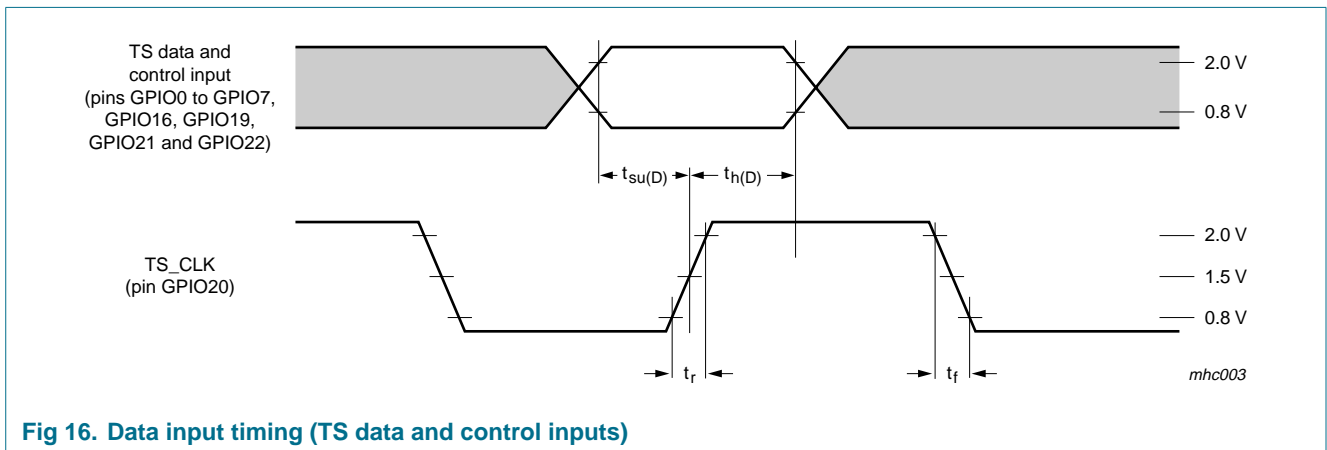 TS data and
control input
(pins GPIO0 to GPIO7,
GPIO16, GPIO19,
GPIO21 and GPIO22)
2.0 V
0.8 V
tsu(D)
th(D)
TS_CLK
(pin GPIO20)
2.0 V
1.5 V
0.8 V
tr
tf
mhc003
Fig 16. Data input timing (TS data and control inputs)